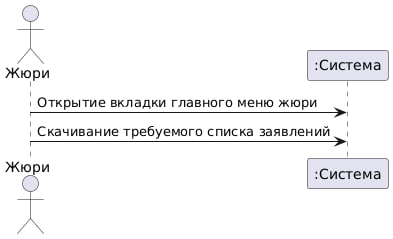 Жюри
:Система
Открытие вкладки главного меню жюри
Скачивание требуемого списка заявлений
Жюри
:Система